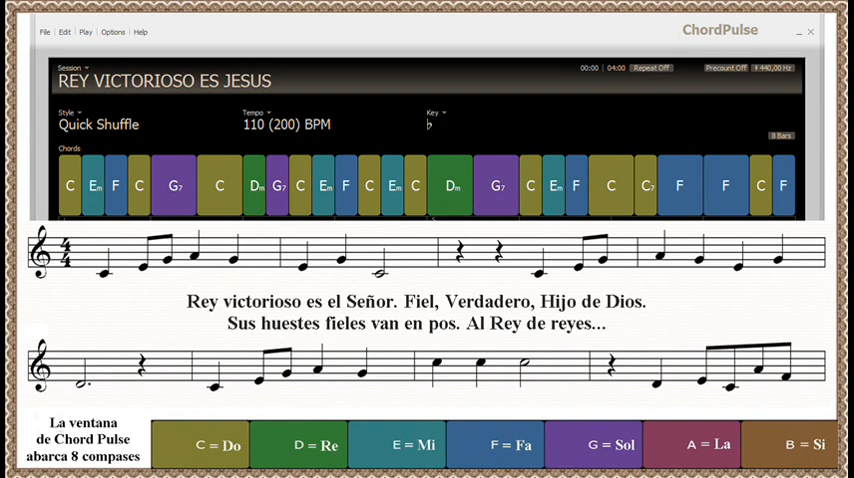 File | Edit | Play | Options | Help
ChordPulse
Session
00:00 | 04:00 Repeat Off Precount Off 440,00 Hz
REY VICTORIOSO ES JESUS
Style Tempo Key
Quick Shuffle 110 (200) BPM ♭
8 Bars
Chords
C Em F C G7 C Dm G7 C Em F C Em C Dm G7 C Em F C C7 F F C F
4
4
Rey victorioso es el Señor. Fiel, Verdadero, Hijo de Dios.
Sus huestes fieles van en pos. Al Rey de reyes...
La ventana
de Chord Pulse
abarca 8 compases
C = Do D = Re E = Mi F = Fa G = Sol A = La B = Si